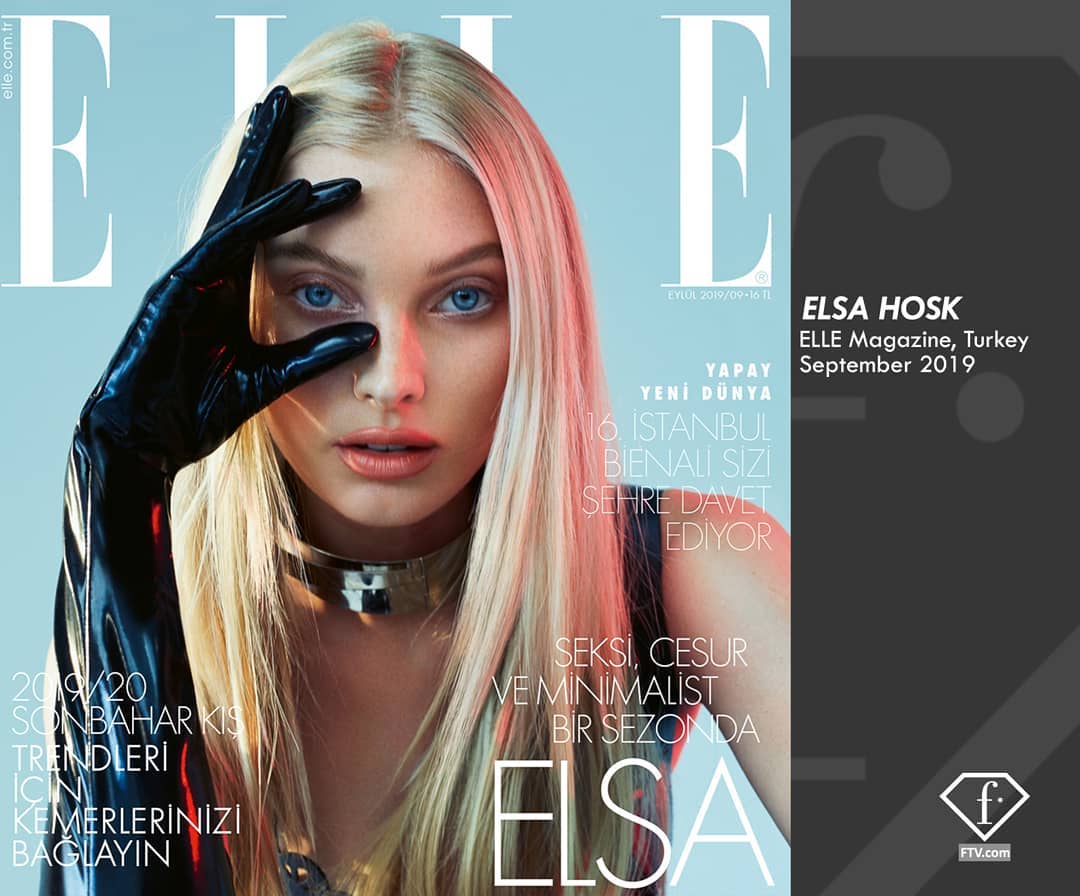 elle.com.tr
ELLE
®
EYLÜL 2019/09•16 TL
YAPAY
YENİ DÜNYA
16. İSTANBUL
BİENALİ SİZİ
ŞEHRE DAVET
EDİYOR
SEKSİ, CESUR
VE MİNİMALİST
BİR SEZONDA
ELSA
2019/20
SONBAHAR KIŞ
TRENDLERİ
İÇİN
KEMERLERİNİZİ
BAĞLAYIN
ELSA HOSK
ELLE Magazine, Turkey
September 2019
f.
f.
FTV.com